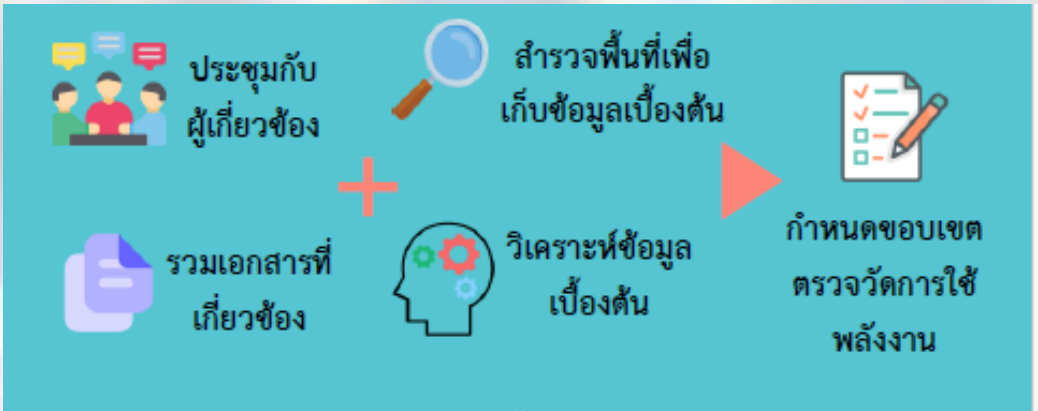 ประชุมกับ
ผู้เกี่ยวข้อง
สำรวจพื้นที่เพื่อ
เก็บข้อมูลเบื้องต้น
รวมเอกสารที่
เกี่ยวข้อง
วิเคราะห์ข้อมูล
เบื้องต้น
กำหนดขอบเขต
ตรวจวัดการใช้
พลังงาน